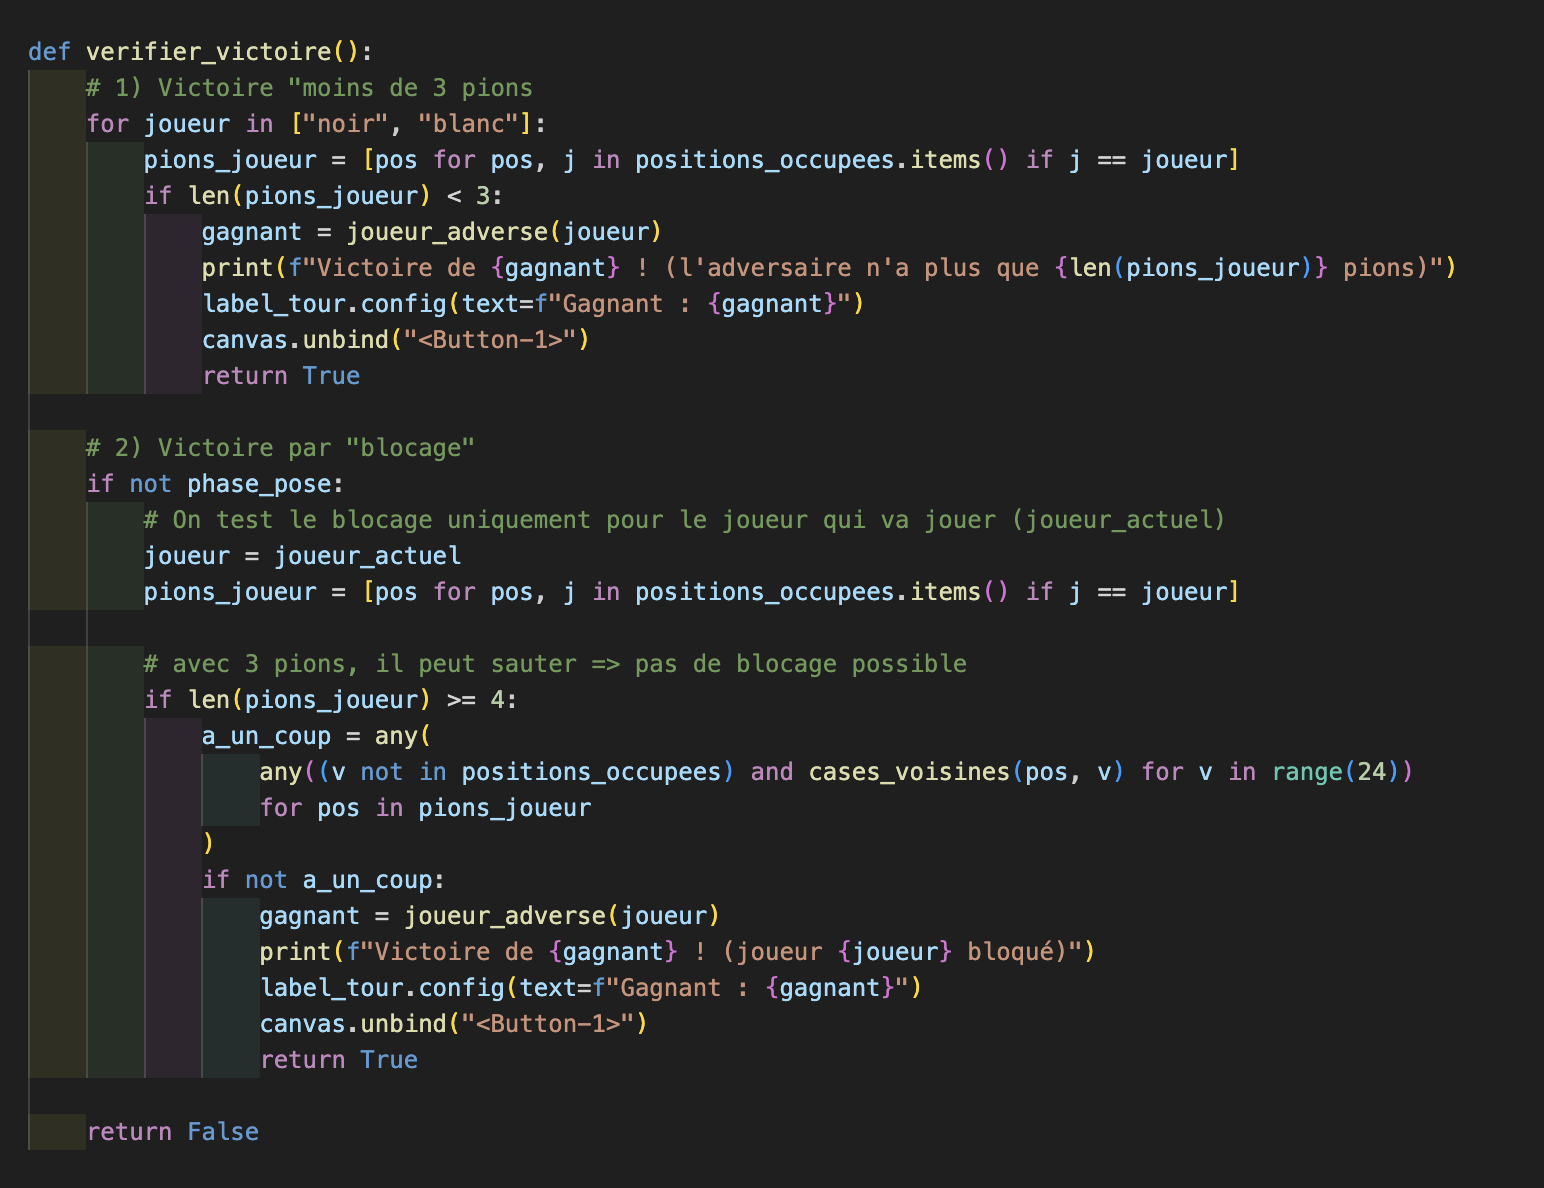 def verifier_victoire():
    # 1) Victoire "moins de 3 pions
    for joueur in ["noir", "blanc"]:
        pions_joueur = [pos for pos, j in positions_occupees.items() if j == joueur]
        if len(pions_joueur) < 3:
            gagnant = joueur_adverse(joueur)
            print(f"Victoire de {gagnant} ! (l'adversaire n'a plus que {len(pions_joueur)} pions)")
            label_tour.config(text=f"Gagnant : {gagnant}")
            canvas.unbind("<Button-1>")
            return True

    # 2) Victoire par "blocage"
    if not phase_pose:
        # On test le blocage uniquement pour le joueur qui va jouer (joueur_actuel)
        joueur = joueur_actuel
        pions_joueur = [pos for pos, j in positions_occupees.items() if j == joueur]

        # avec 3 pions, il peut sauter => pas de blocage possible
        if len(pions_joueur) >= 4:
            a_un_coup = any(
                any((v not in positions_occupees) and cases_voisines(pos, v) for v in range(24))
                for pos in pions_joueur
            )
            if not a_un_coup:
                gagnant = joueur_adverse(joueur)
                print(f"Victoire de {gagnant} ! (joueur {joueur} bloqué)")
                label_tour.config(text=f"Gagnant : {gagnant}")
                canvas.unbind("<Button-1>")
                return True

    return False